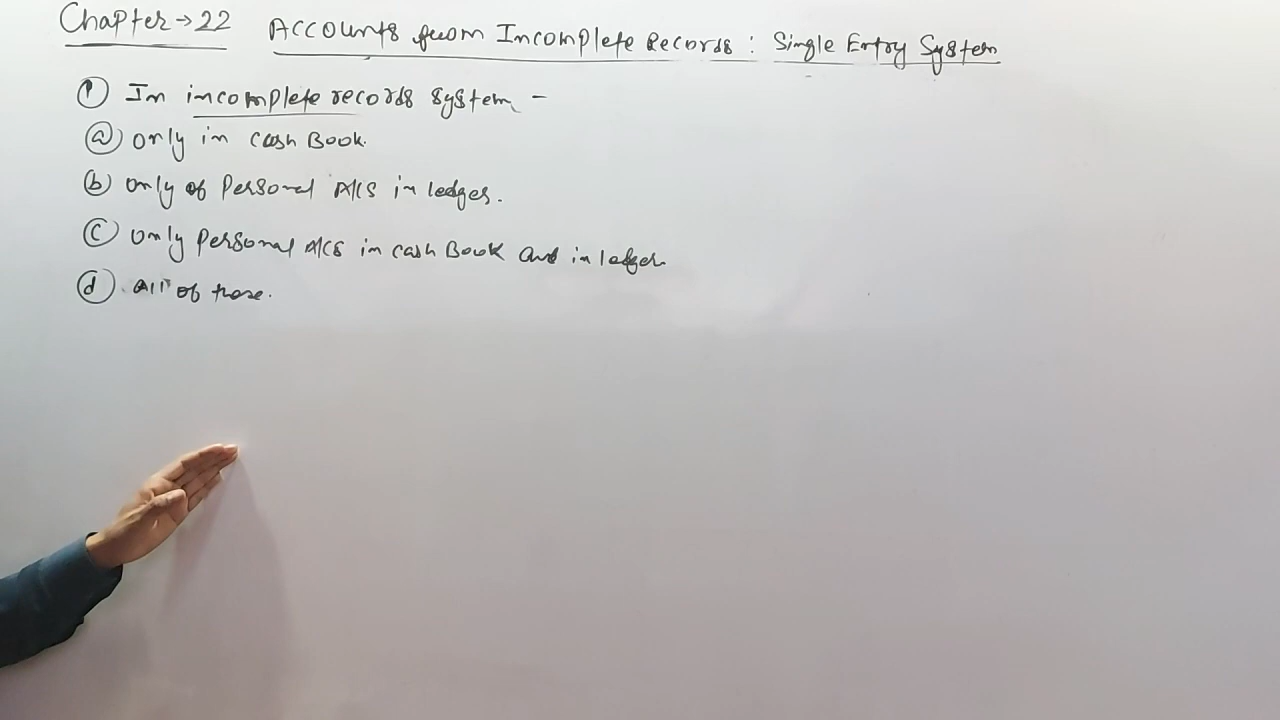 Chapter → 22 Accounts from Incomplete Records : Single Entry System
① In incomplete records system –
ⓐ only in cash Book.
ⓑ only of Personal A/cs in ledger.
ⓒ only Personal A/cs in cash Book and in ledger
ⓓ All of these.